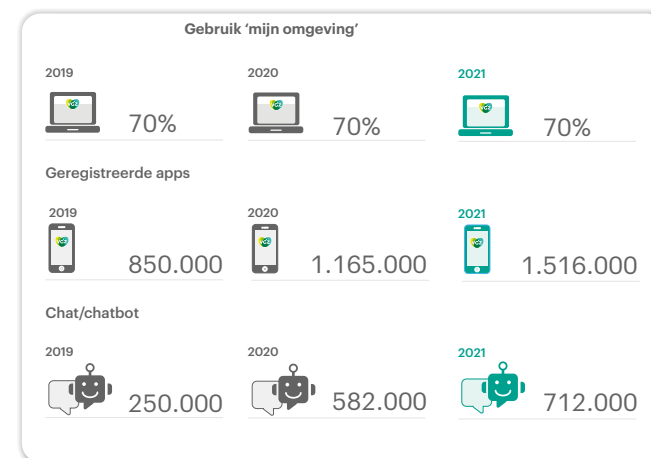 Gebruik ‘mijn omgeving’
2019 2020 2021
70% 70% 70%
Geregistreerde apps
2019 2020 2021
850.000 1.165.000 1.516.000
Chat/chatbot
2019 2020 2021
250.000 582.000 712.000